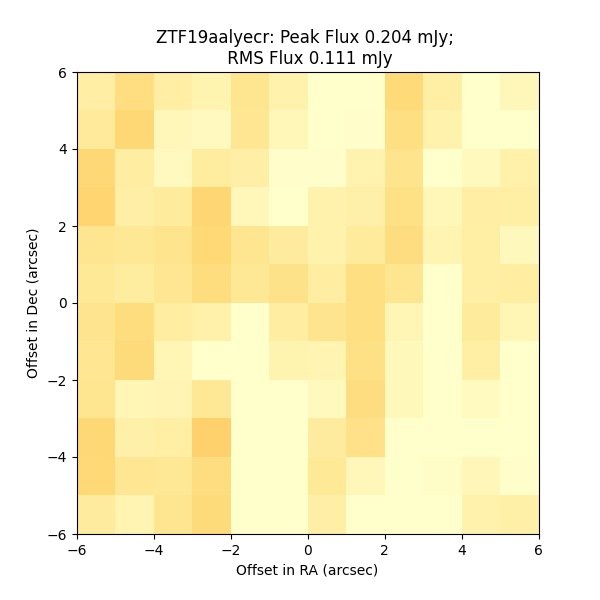 ZTF19aalyecr: Peak Flux 0.204 mJy;
RMS Flux 0.111 mJy
6
4
2
0
−2
−4
−6
Offset in Dec (arcsec)
−6 −4 −2 0 2 4 6
Offset in RA (arcsec)